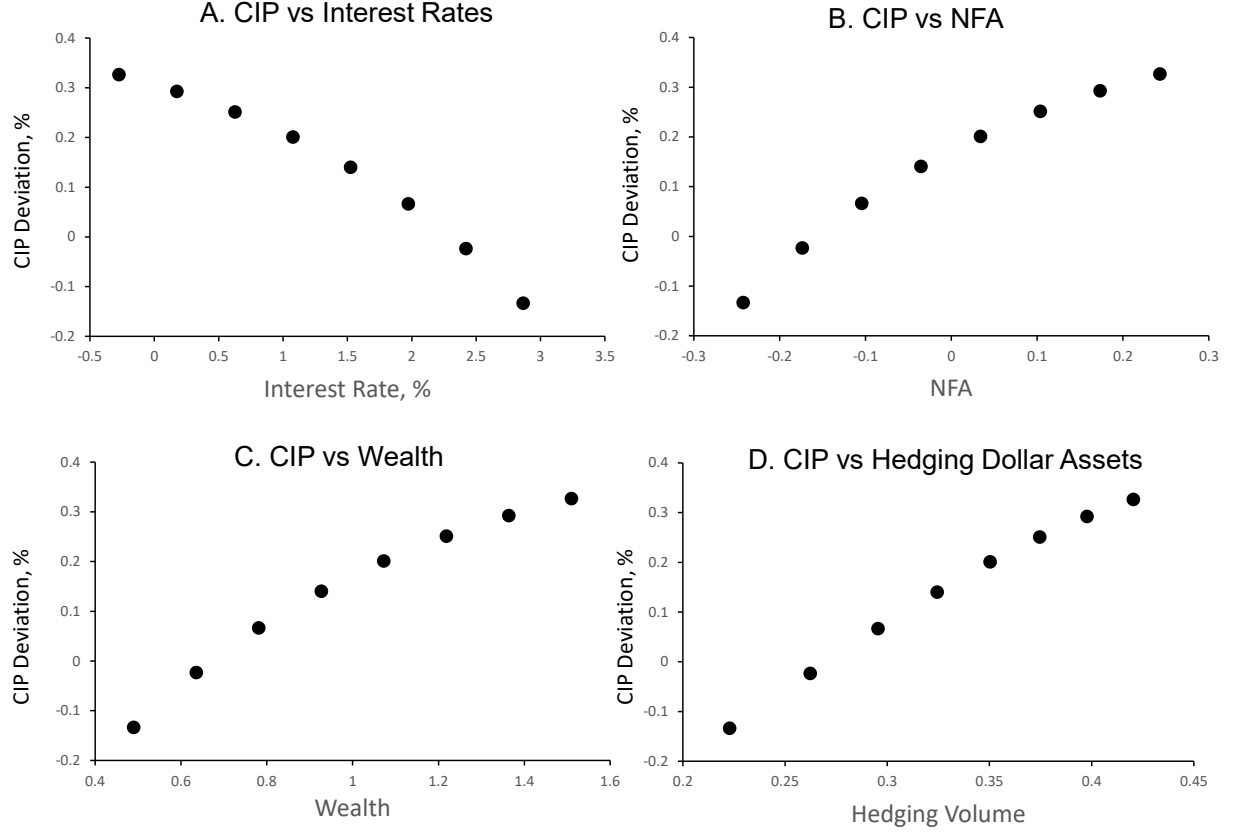 A. CIP vs Interest Rates
CIP Deviation, %
0.4
0.3
0.2
0.1
0
-0.1
-0.2
-0.5 0 0.5 1 1.5 2 2.5 3 3.5
Interest Rate, %
B. CIP vs NFA
CIP Deviation, %
0.4
0.3
0.2
0.1
0
-0.1
-0.2
-0.3 -0.2 -0.1 0 0.1 0.2 0.3
NFA
C. CIP vs Wealth
CIP Deviation, %
0.4
0.3
0.2
0.1
0
-0.1
-0.2
0.4 0.6 0.8 1 1.2 1.4 1.6
Wealth
D. CIP vs Hedging Dollar Assets
CIP Deviation, %
0.4
0.3
0.2
0.1
0
-0.1
-0.2
0.2 0.25 0.3 0.35 0.4 0.45
Hedging Volume